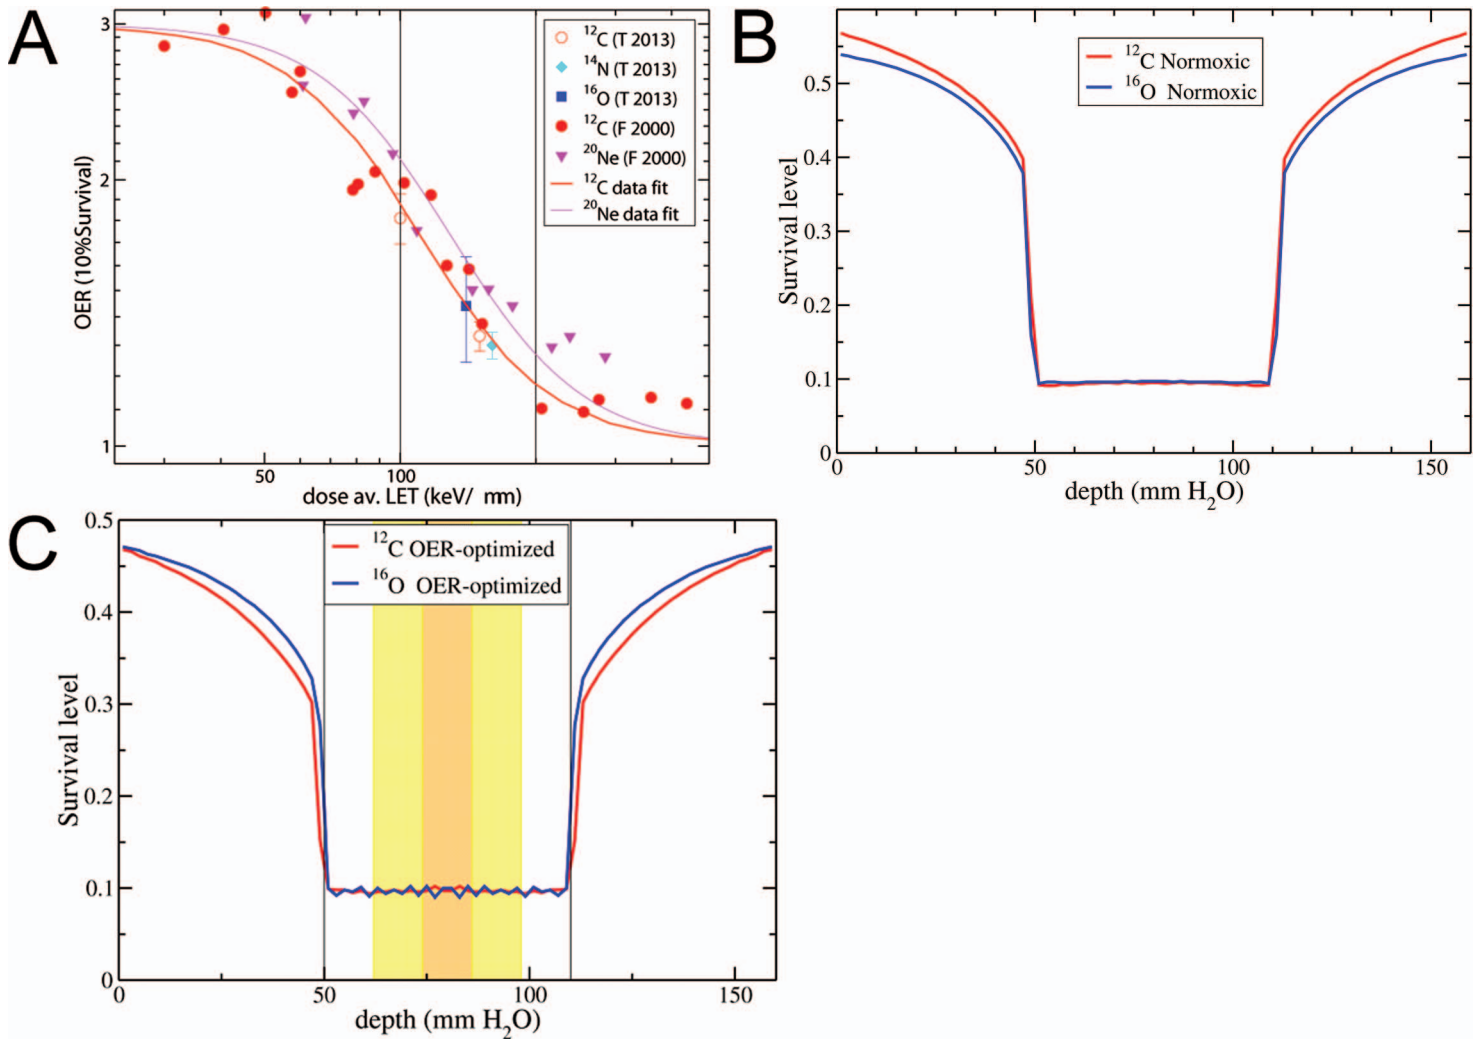 A
OER (10%Survival)
3
2
1
50
100
dose av. LET (keV/ mm)
¹²C (T 2013)
¹⁴N (T 2013)
¹⁶O (T 2013)
¹²C (F 2000)
²⁰Ne (F 2000)
¹²C data fit
²⁰Ne data fit
B
Survival level
0.5
0.4
0.3
0.2
0.1
0
0
50
100
150
depth (mm H₂O)
¹²C Normoxic
¹⁶O Normoxic
C
Survival level
0.5
0.4
0.3
0.2
0.1
0
0
50
100
150
depth (mm H₂O)
¹²C OER-optimized
¹⁶O OER-optimized